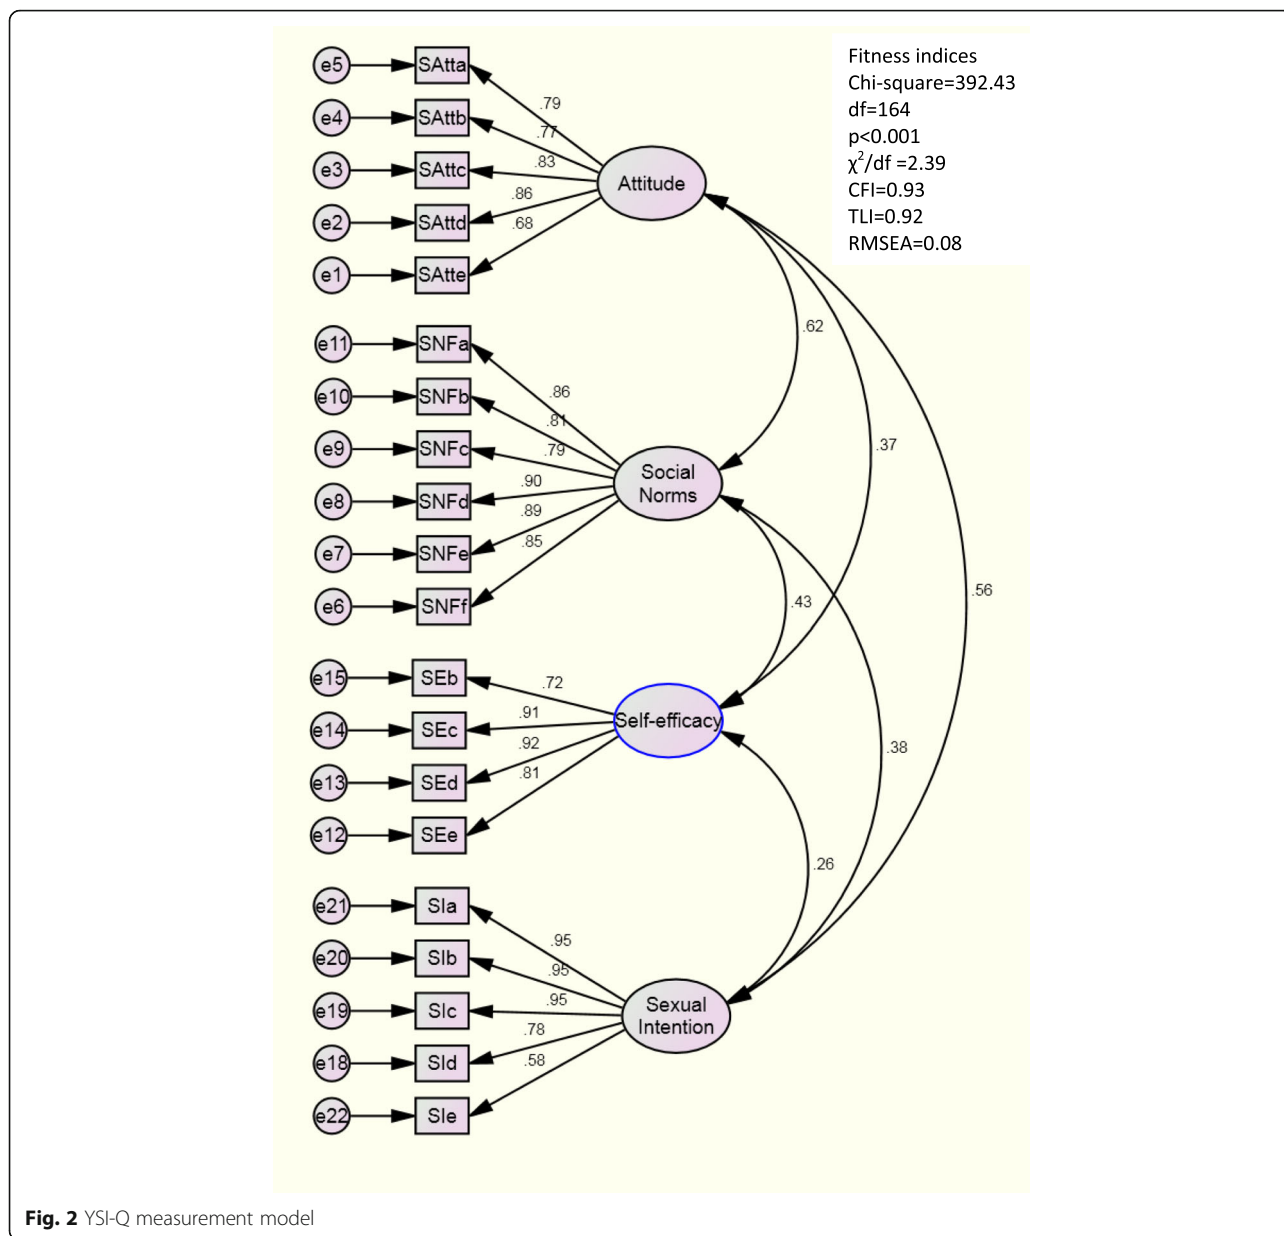 Fitness indices
Chi-square=392.43
df=164
p<0.001
χ²/df =2.39
CFI=0.93
TLI=0.92
RMSEA=0.08
e5 SAtta .79
e4 SAttb .77
e3 SAttc .83
e2 SAttd .86
e1 SAtte .68
Attitude
e11 SNFa .86
e10 SNFb .81
e9 SNFc .79
e8 SNFd .90
e7 SNFe .89
e6 SNFf .85
Social
Norms
e15 SEb .72
e14 SEc .91
e13 SEd .92
e12 SEe .81
Self-efficacy
e21 SIa .95
e20 SIb .95
e19 SIc .95
e18 SId .78
e22 SIe .58
Sexual
Intention
.62
.37
.56
.43
.38
.26
Fig. 2 YSI-Q measurement model